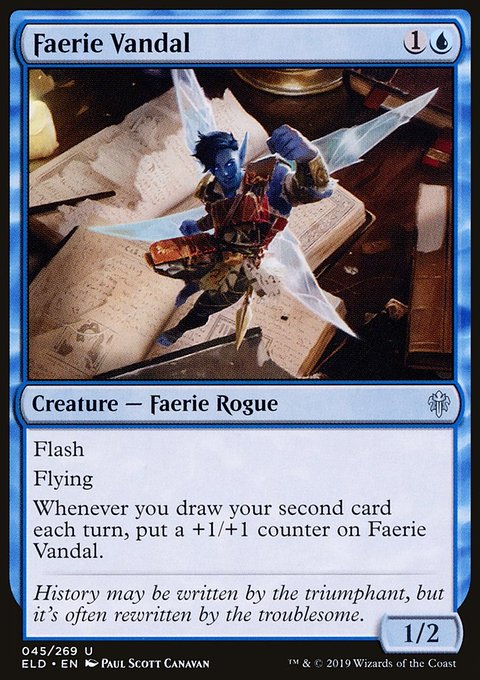 Faerie Vandal 1
Creature — Faerie Rogue
Flash
Flying
Whenever you draw your second card
each turn, put a +1/+1 counter on Faerie
Vandal.
History may be written by the triumphant, but
it's often rewritten by the troublesome.
1/2
045/269 U
ELD • EN Paul Scott Canavan
™ & © 2019 Wizards of the Coast